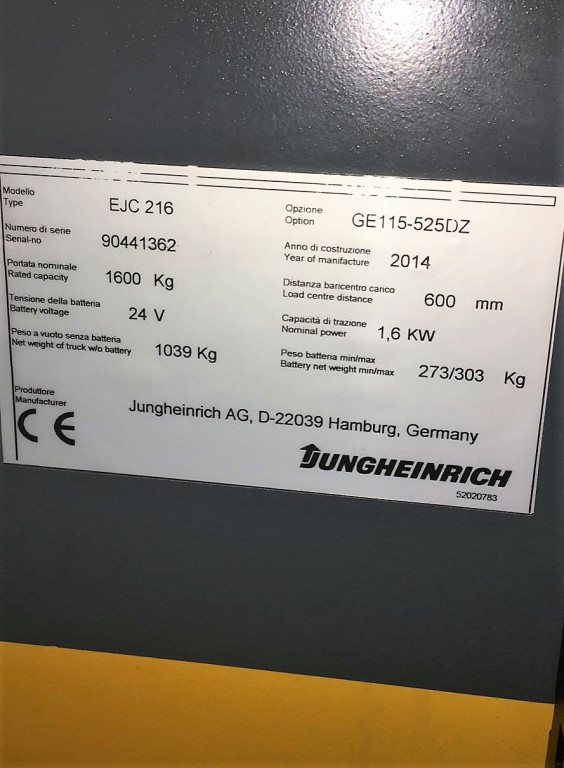 Modello
Type
EJC 216
Opzione
Option
GE115-525DZ
Numero di serie
Serial-no
90441362
Anno di costruzione
Year of manifacture
2014
Portata nominale
Rated capacity
1600 Kg
Distanza baricentro carico
Load centre distance
600 mm
Tensione della batteria
Battery voltage
24 V
Capacità di trazione
Nominal power
1,6 KW
Peso a vuoto senza batteria
Net weight of truck w/o battery
1039 Kg
Peso batteria min/max
Battery net weight min/max
273/303 Kg
Produttore
Manufacturer
Jungheinrich AG, D-22039 Hamburg, Germany
CE
JUNGHEINRICH
52020783